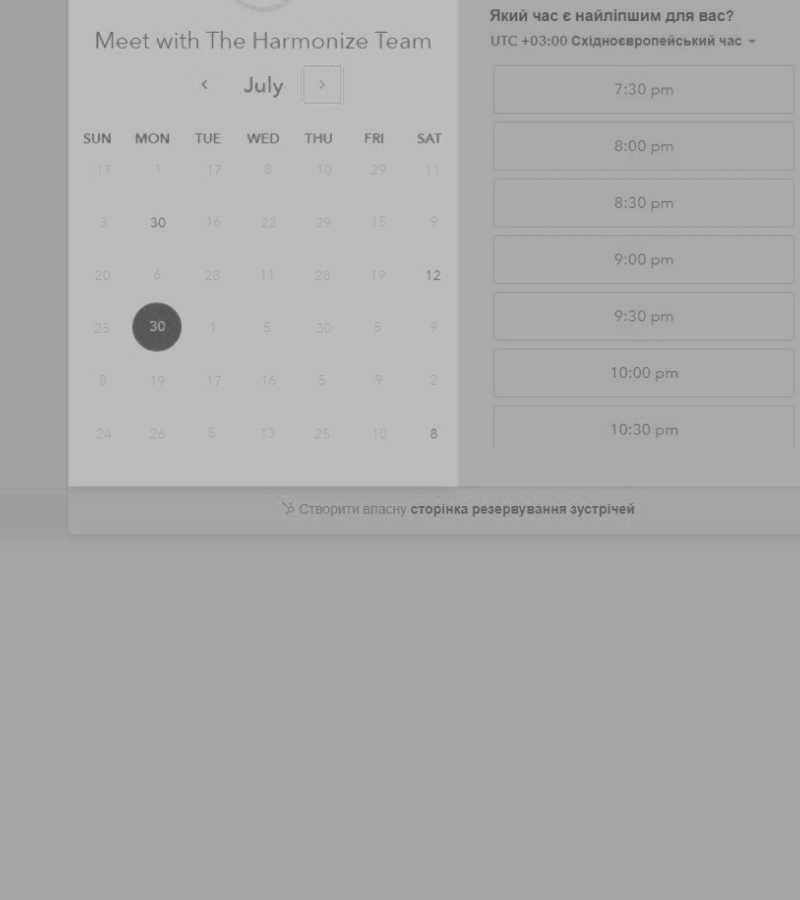 Meet with The Harmonize Team
July
SUN MON TUE WED THU FRI SAT
17 1 17 8 10 29 11
3 30 16 22 29 15 9
20 6 28 11 28 19 12
25 30 1 5 30 5 9
8 19 17 16 5 9 2
24 26 5 13 25 10 8
Який час є найліпшим для вас?
UTC +03:00 Східноєвропейський час
7:30 pm
8:00 pm
8:30 pm
9:00 pm
9:30 pm
10:00 pm
10:30 pm
Створити власну сторінка резервування зустрічей